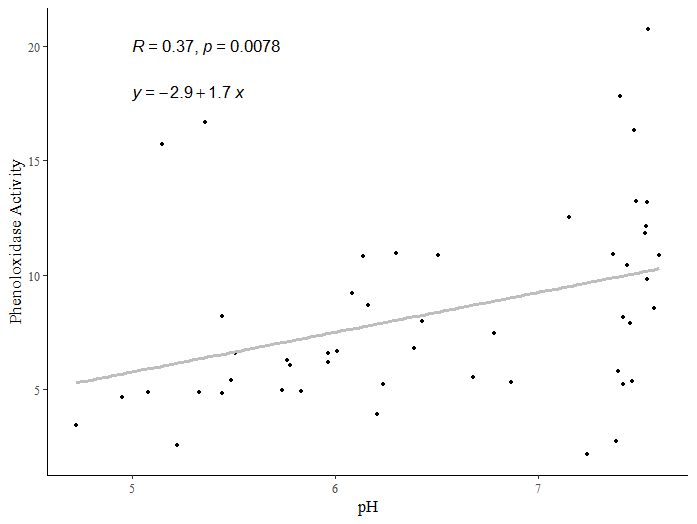 R = 0.37, p = 0.0078
y = −2.9 + 1.7 x
Phenoloxidase Activity
20
15
10
5
5 6 7
pH